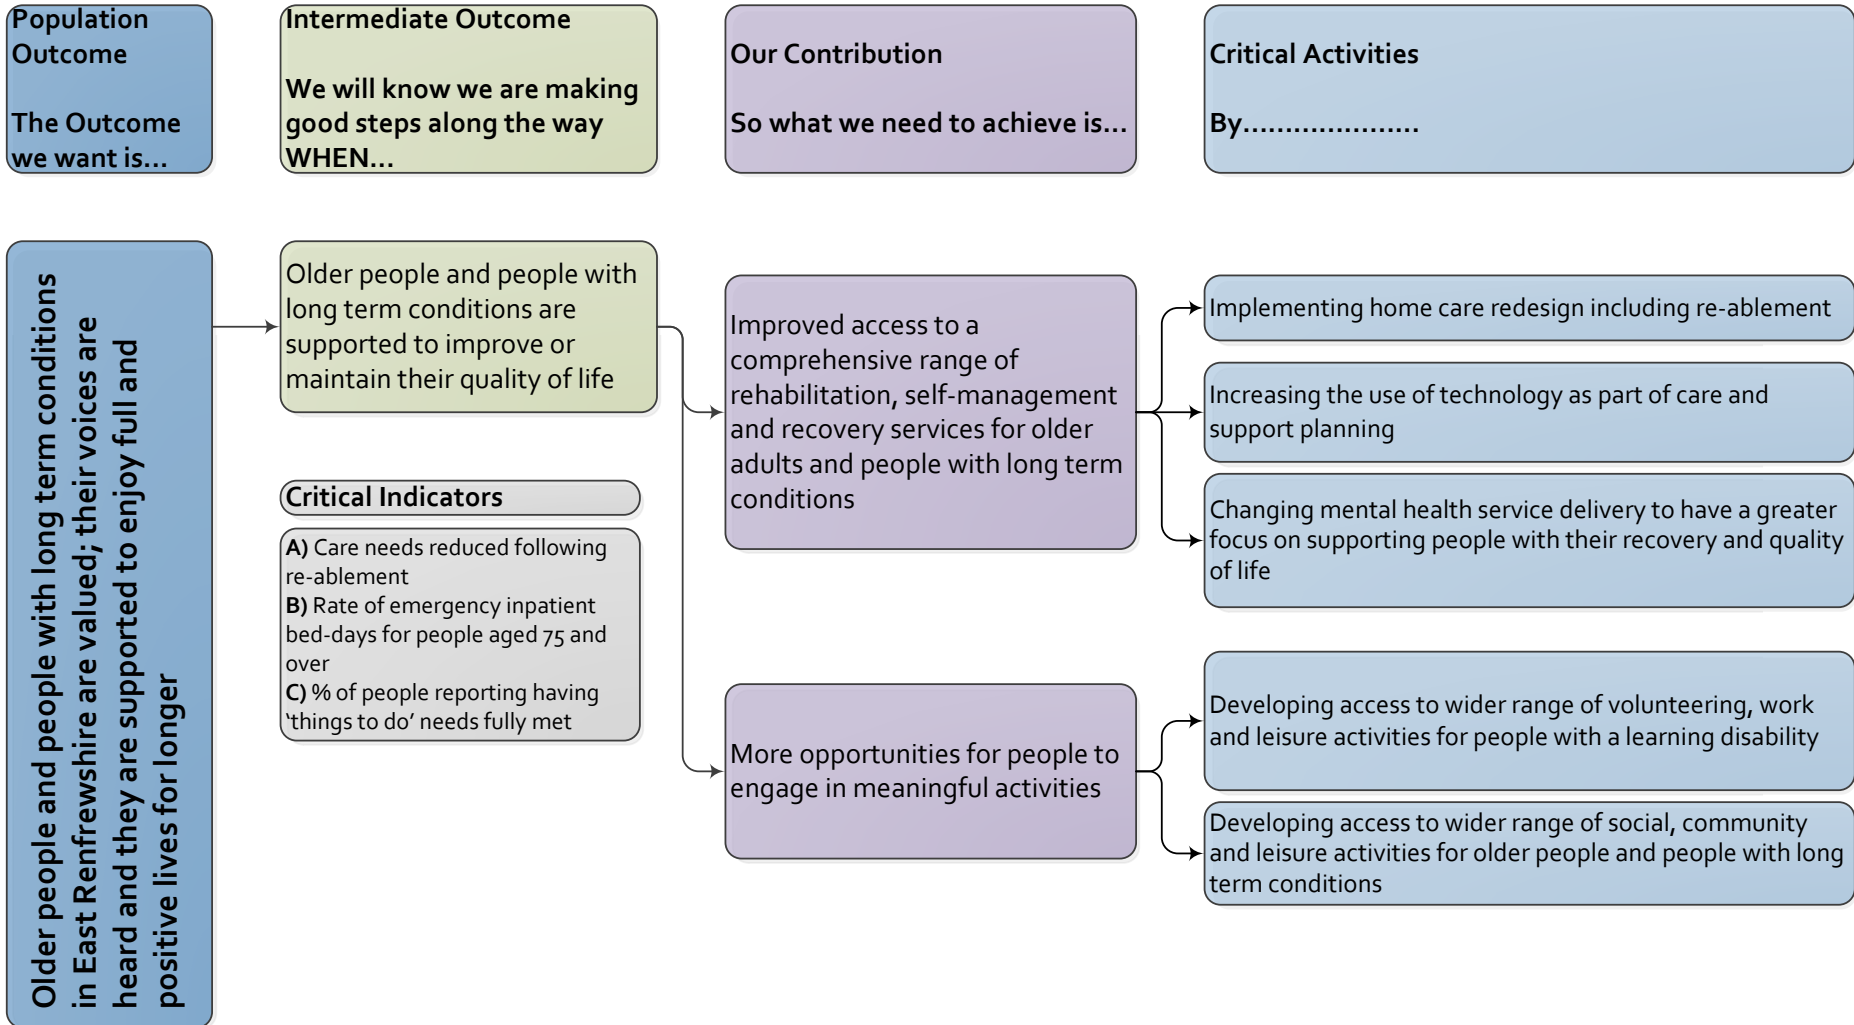 Population
Outcome
The Outcome
we want is...
Intermediate Outcome
We will know we are making
good steps along the way
WHEN...
Our Contribution
So what we need to achieve is...
Critical Activities
By.....................
Older people and people with long term conditions
in East Renfrewshire are valued; their voices are
heard and they are supported to enjoy full and
positive lives for longer
Older people and people with
long term conditions are
supported to improve or
maintain their quality of life
Critical Indicators
A) Care needs reduced following
re-ablement
B) Rate of emergency inpatient
bed-days for people aged 75 and
over
C) % of people reporting having
‘things to do’ needs fully met
Improved access to a
comprehensive range of
rehabilitation, self-management
and recovery services for older
adults and people with long term
conditions
More opportunities for people to
engage in meaningful activities
Implementing home care redesign including re-ablement
Increasing the use of technology as part of care and
support planning
Changing mental health service delivery to have a greater
focus on supporting people with their recovery and quality
of life
Developing access to wider range of volunteering, work
and leisure activities for people with a learning disability
Developing access to wider range of social, community
and leisure activities for older people and people with long
term conditions